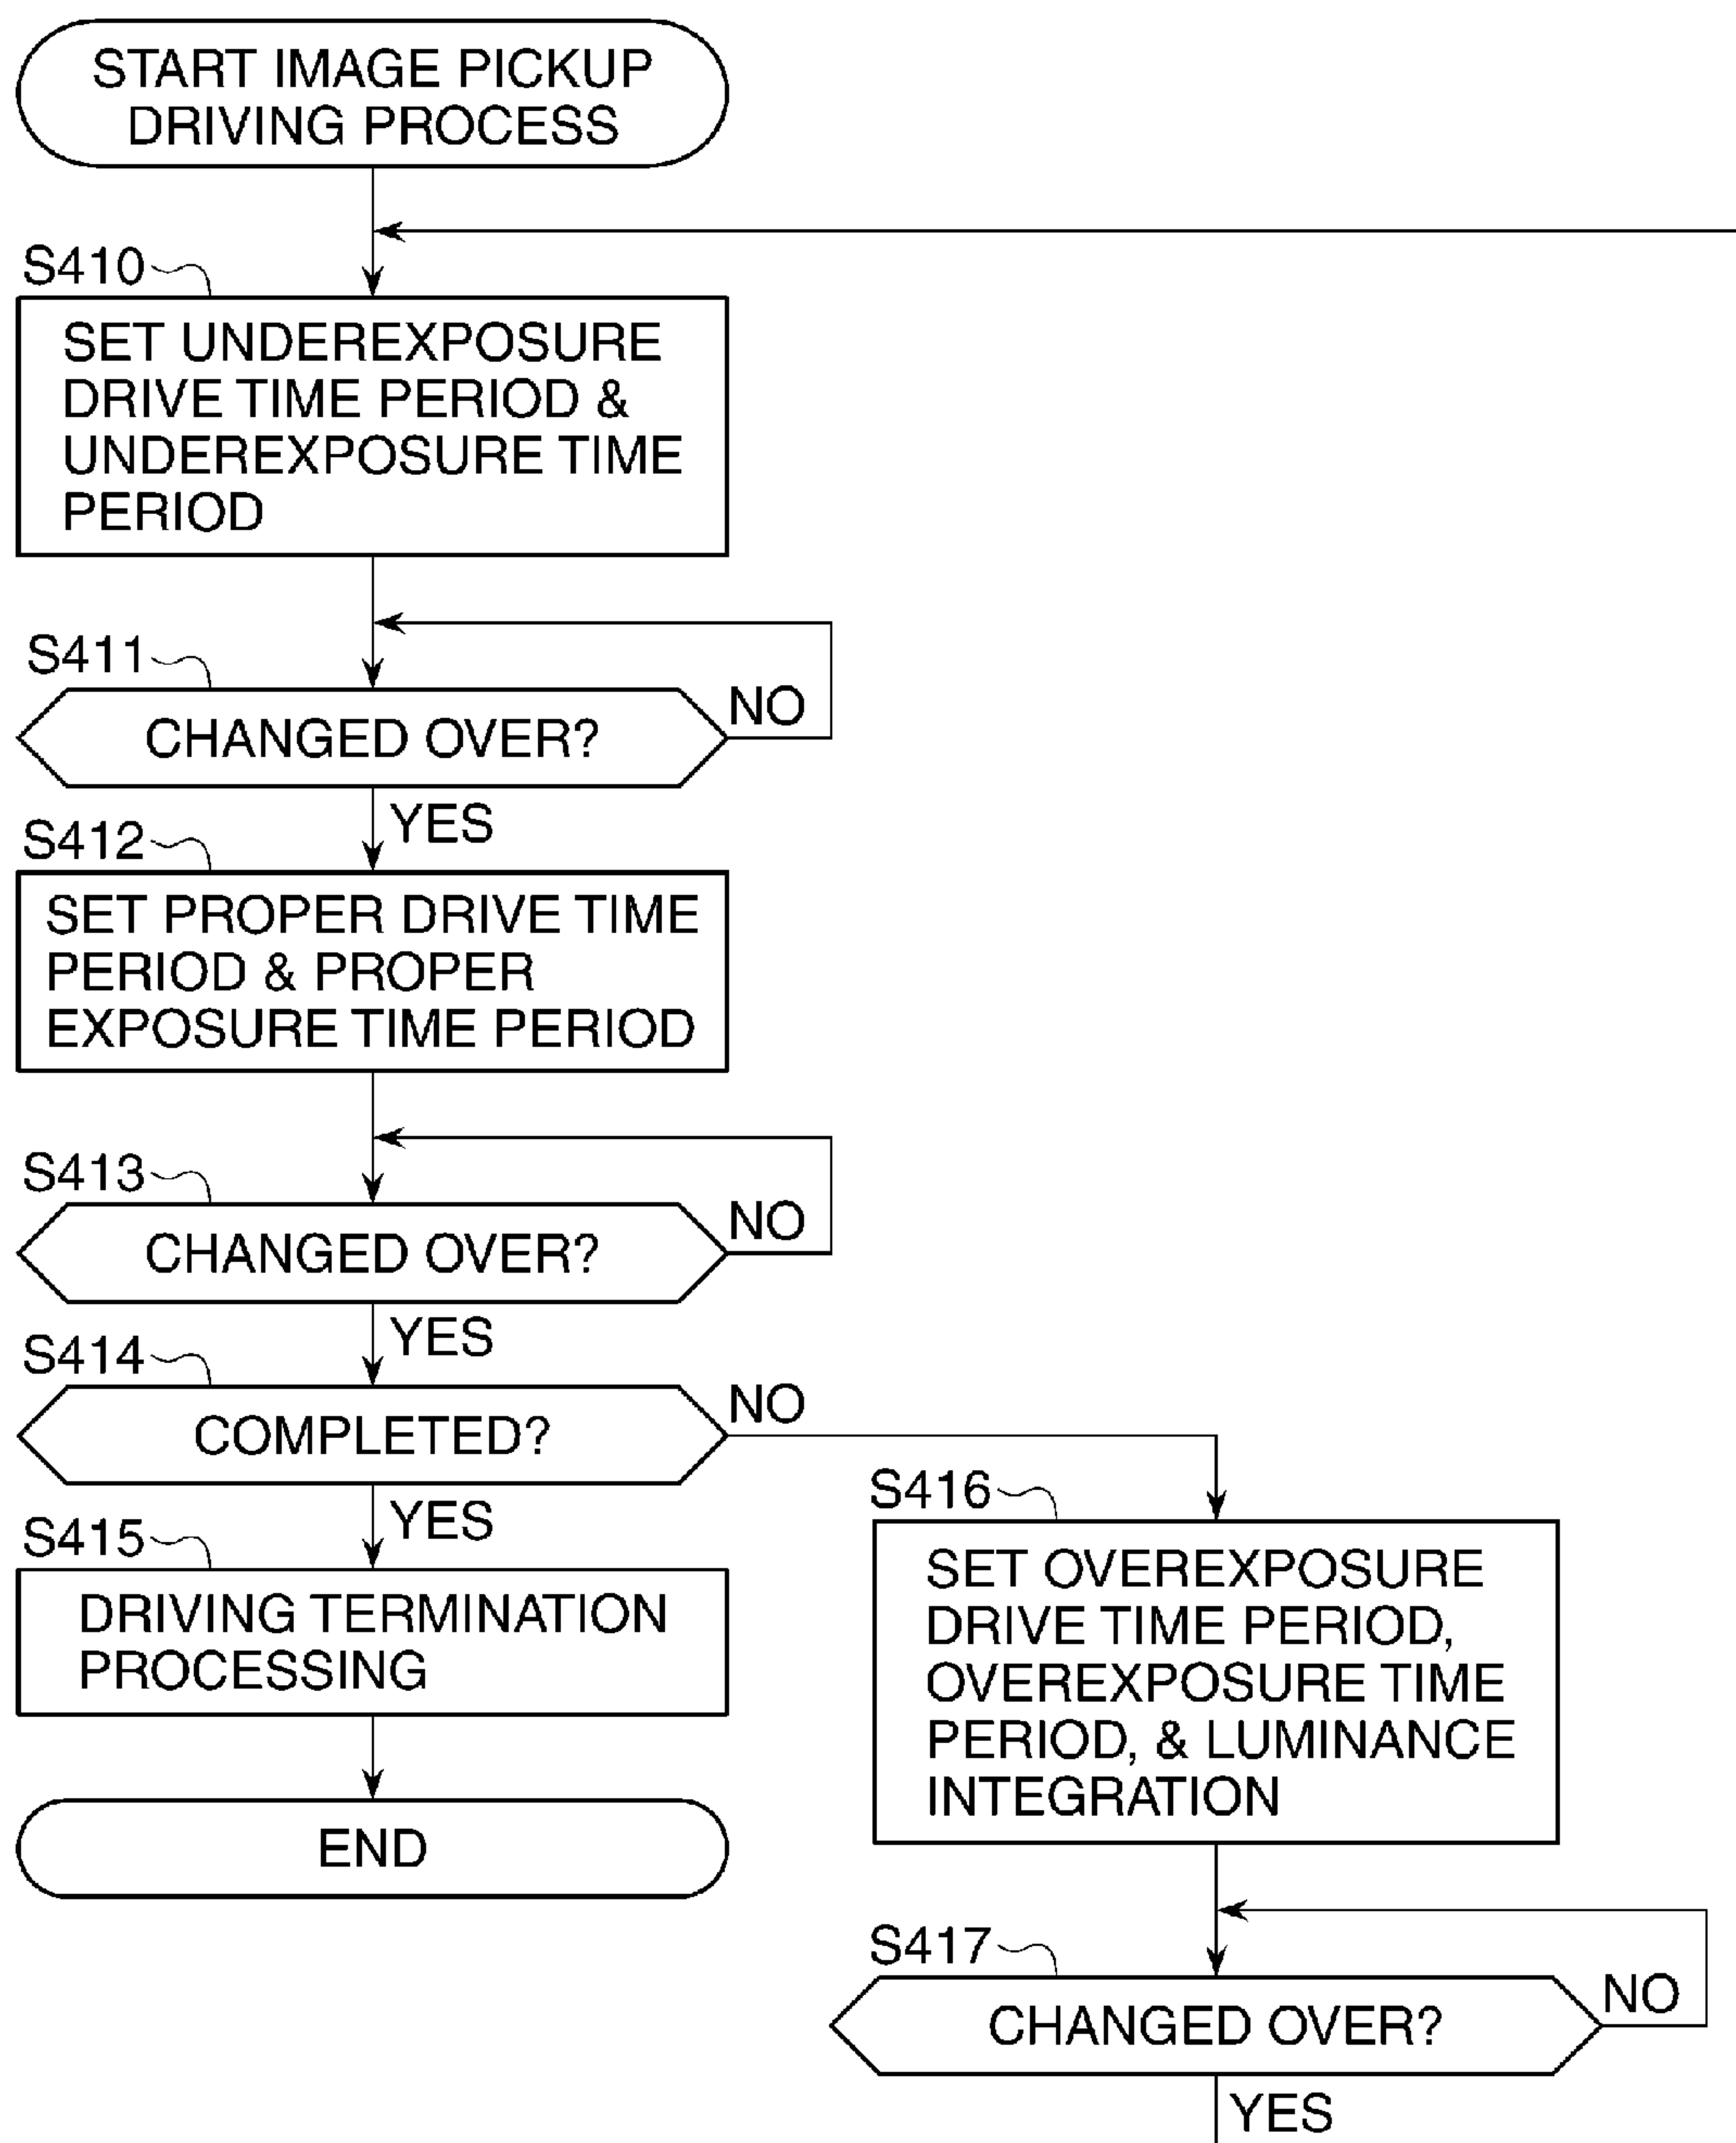 START IMAGE PICKUP
DRIVING PROCESS
S410
SET UNDEREXPOSURE
DRIVE TIME PERIOD &
UNDEREXPOSURE TIME
PERIOD
S411
CHANGED OVER?
NO
YES
S412
SET PROPER DRIVE TIME
PERIOD & PROPER
EXPOSURE TIME PERIOD
S413
CHANGED OVER?
NO
YES
S414
COMPLETED?
NO
YES
S415
DRIVING TERMINATION
PROCESSING
END
S416
SET OVEREXPOSURE
DRIVE TIME PERIOD,
OVEREXPOSURE TIME
PERIOD, & LUMINANCE
INTEGRATION
S417
CHANGED OVER?
NO
YES